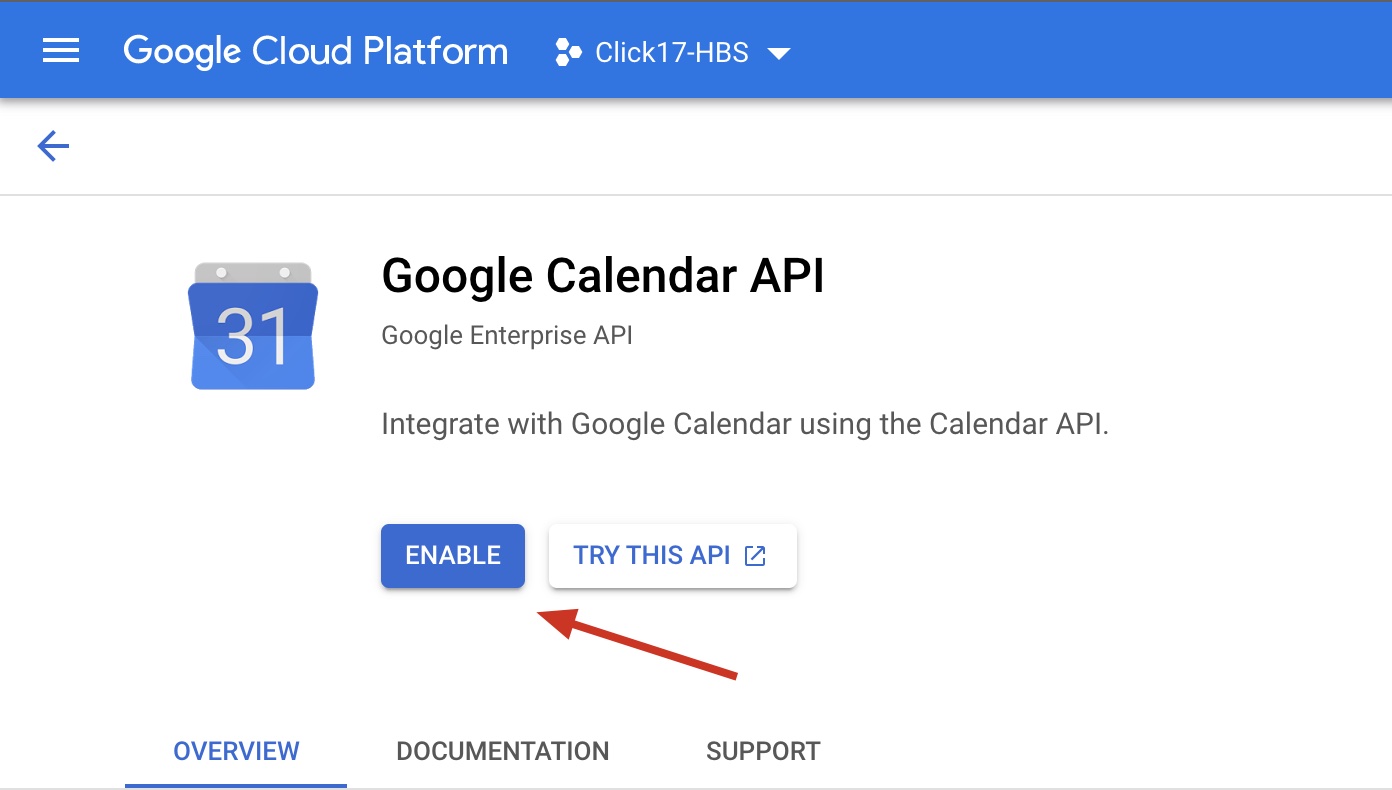 Google Cloud Platform Click17-HBS
Google Calendar API
31
Google Enterprise API
Integrate with Google Calendar using the Calendar API.
ENABLE TRY THIS API
OVERVIEW DOCUMENTATION SUPPORT